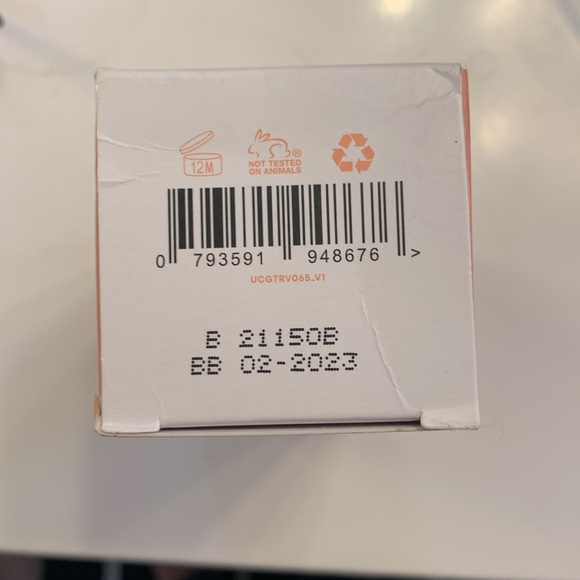 12M
NOT TESTED
ON ANIMALS
®
0 793591 948676 >
UCGTRV065_V1
B 21150B
BB 02-2023